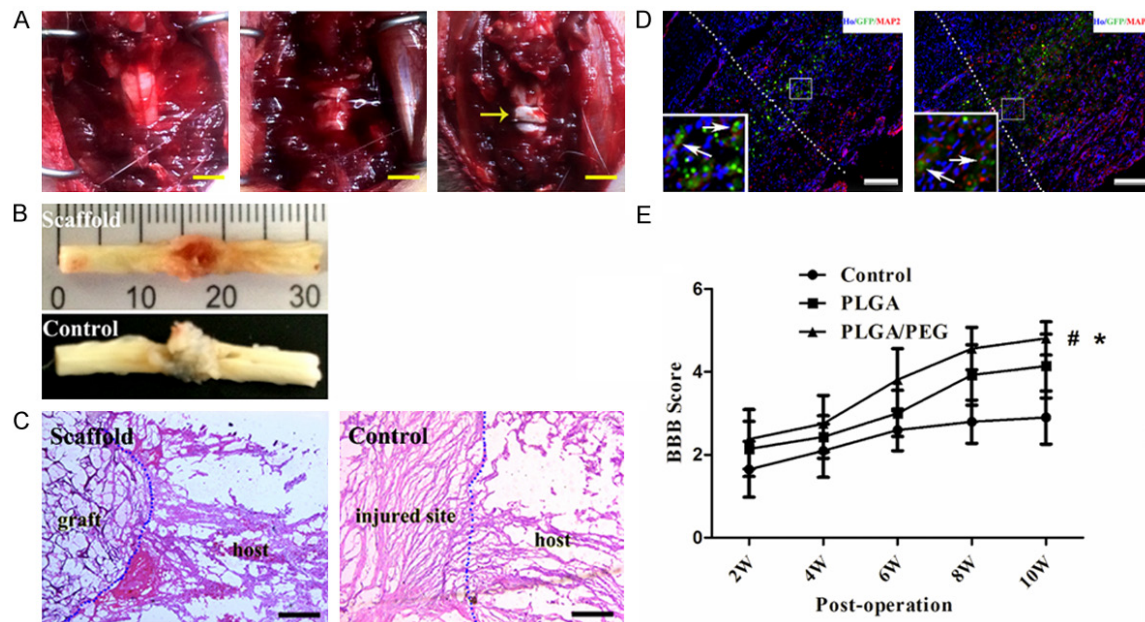 A
B
Scaffold
0 10 20 30
Control
C
Scaffold
graft
host
Control
injured site
host
D
Ho/GFP/MAP2
Ho/GFP/MAP
E
Control
PLGA
PLGA/PEG
6
4
2
0
# *
BBB Score
2W 4W 6W 8W 10W
Post-operation